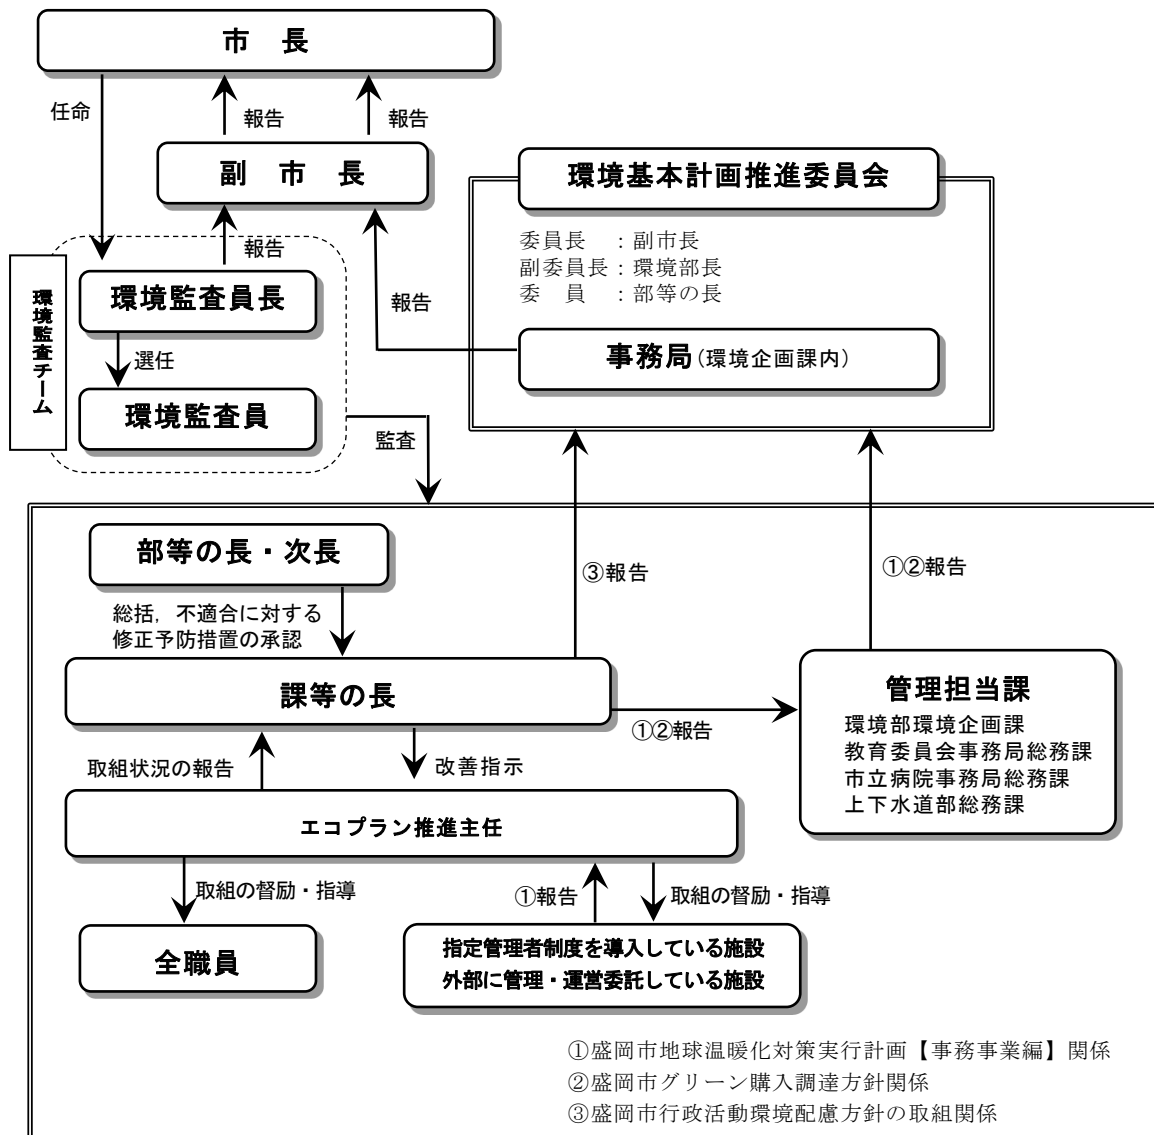 市　長
任命
報告
報告
副　市　長
環境基本計画推進委員会
委員長　：副市長
副委員長：環境部長
委　員　：部等の長
報告
報告
環境監査チーム
環境監査員長
選任
環境監査員
事務局(環境企画課内)
監査
部等の長・次長
③報告
①②報告
総括，不適合に対する
修正予防措置の承認
課等の長
①②報告
管理担当課
環境部環境企画課
教育委員会事務局総務課
市立病院事務局総務課
上下水道部総務課
取組状況の報告
改善指示
エコプラン推進主任
取組の督励・指導
①報告
取組の督励・指導
全職員
指定管理者制度を導入している施設
外部に管理・運営委託している施設
①盛岡市地球温暖化対策実行計画【事務事業編】関係
②盛岡市グリーン購入調達方針関係
③盛岡市行政活動環境配慮方針の取組関係